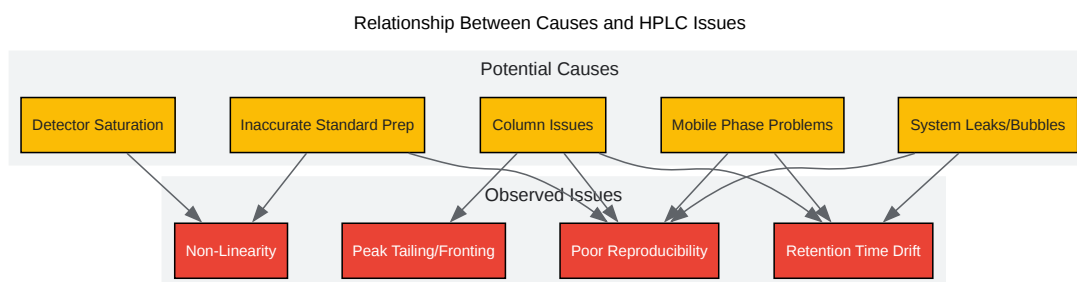 Relationship Between Causes and HPLC Issues
Potential Causes
Detector Saturation
Inaccurate Standard Prep
Column Issues
Mobile Phase Problems
System Leaks/Bubbles
Observed Issues
Non-Linearity
Peak Tailing/Fronting
Poor Reproducibility
Retention Time Drift